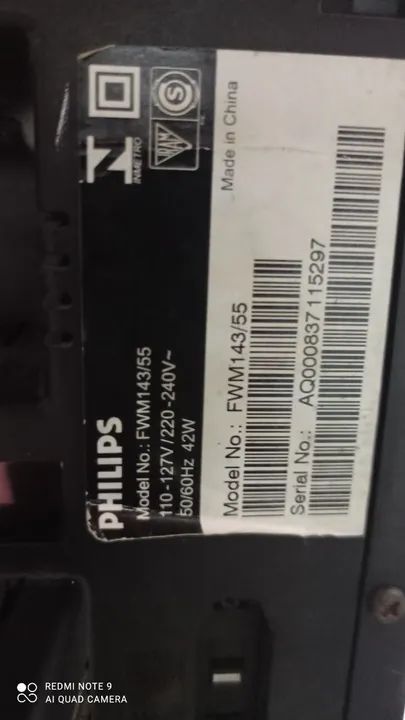 PHILIPS
Model No.: FWM143/55
110-127V/220-240V~
50/60Hz 42W
INMETRO
S
Made in China
Model No.: FWM143/55
Serial No.: AQ000837115297
REDMI NOTE 9
AI QUAD CAMERA